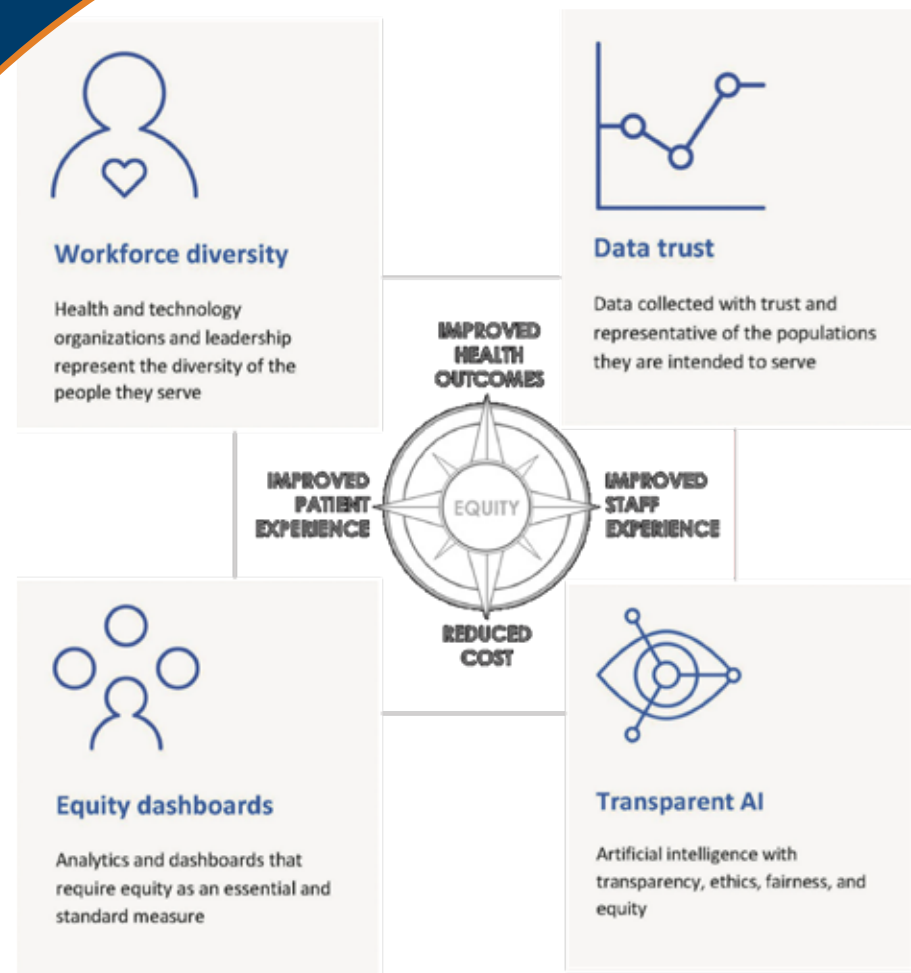 Workforce diversity
Health and technology
organizations and leadership
represent the diversity of the
people they serve
Data trust
Data collected with trust and
representative of the populations
they are intended to serve
IMPROVED
HEALTH
OUTCOMES
IMPROVED
PATIENT
EXPERIENCE
EQUITY
IMPROVED
STAFF
EXPERIENCE
REDUCED
COST
Equity dashboards
Analytics and dashboards that
require equity as an essential and
standard measure
Transparent AI
Artificial intelligence with
transparency, ethics, fairness, and
equity